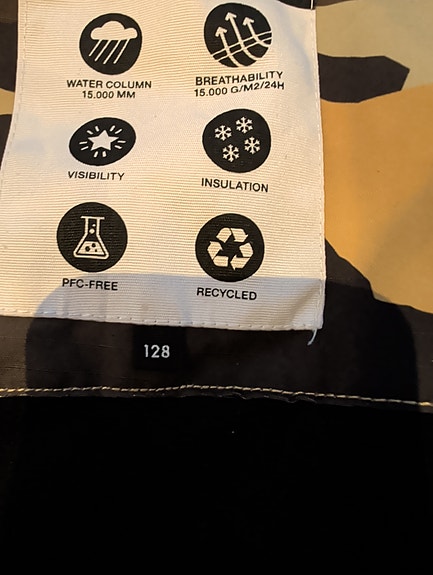 WATER COLUMN
15.000 MM
BREATHABILITY
15.000 G/M2/24H
VISIBILITY
INSULATION
PFC-FREE
RECYCLED
128